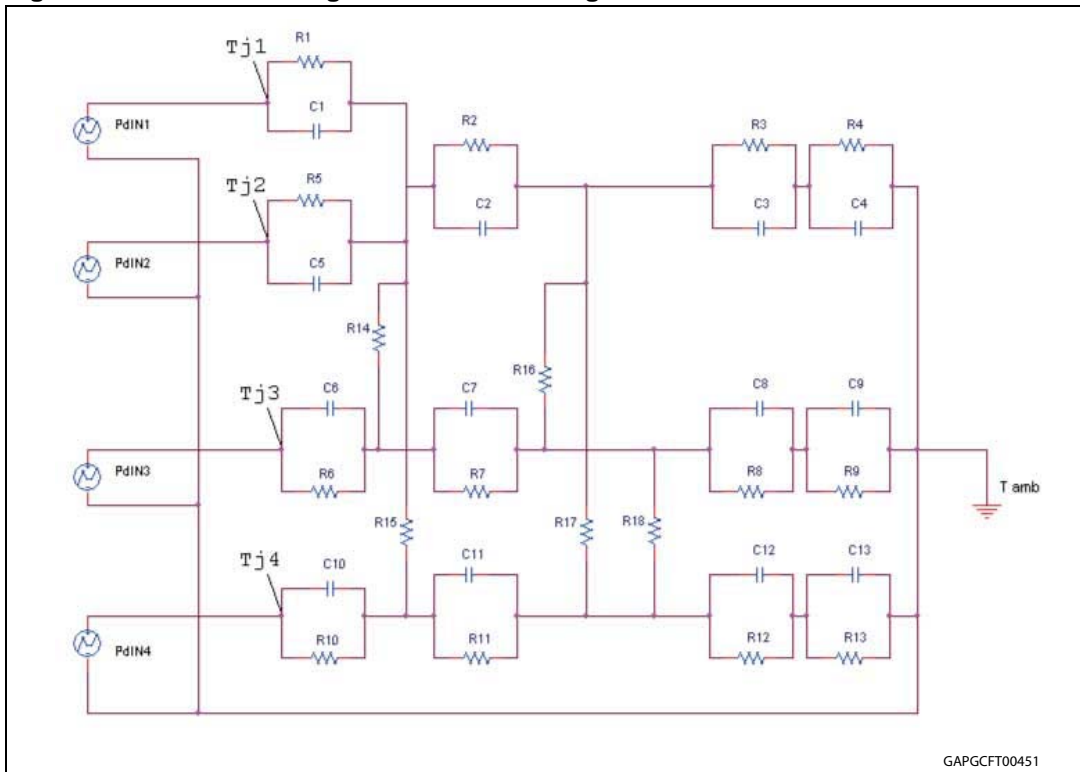 R1
Tj1
C1
PdIN1
R2
R3
R4
Tj2
R5
C2
C3
C4
PdIN2
C5
R14
R16
Tj3
C6
C7
C8
C9
PdIN3
R6
R7
R8
R9
T amb
R15
R17
R18
Tj4
C10
C11
C12
C13
PdIN4
R10
R11
R12
R13
GAPGCFT00451